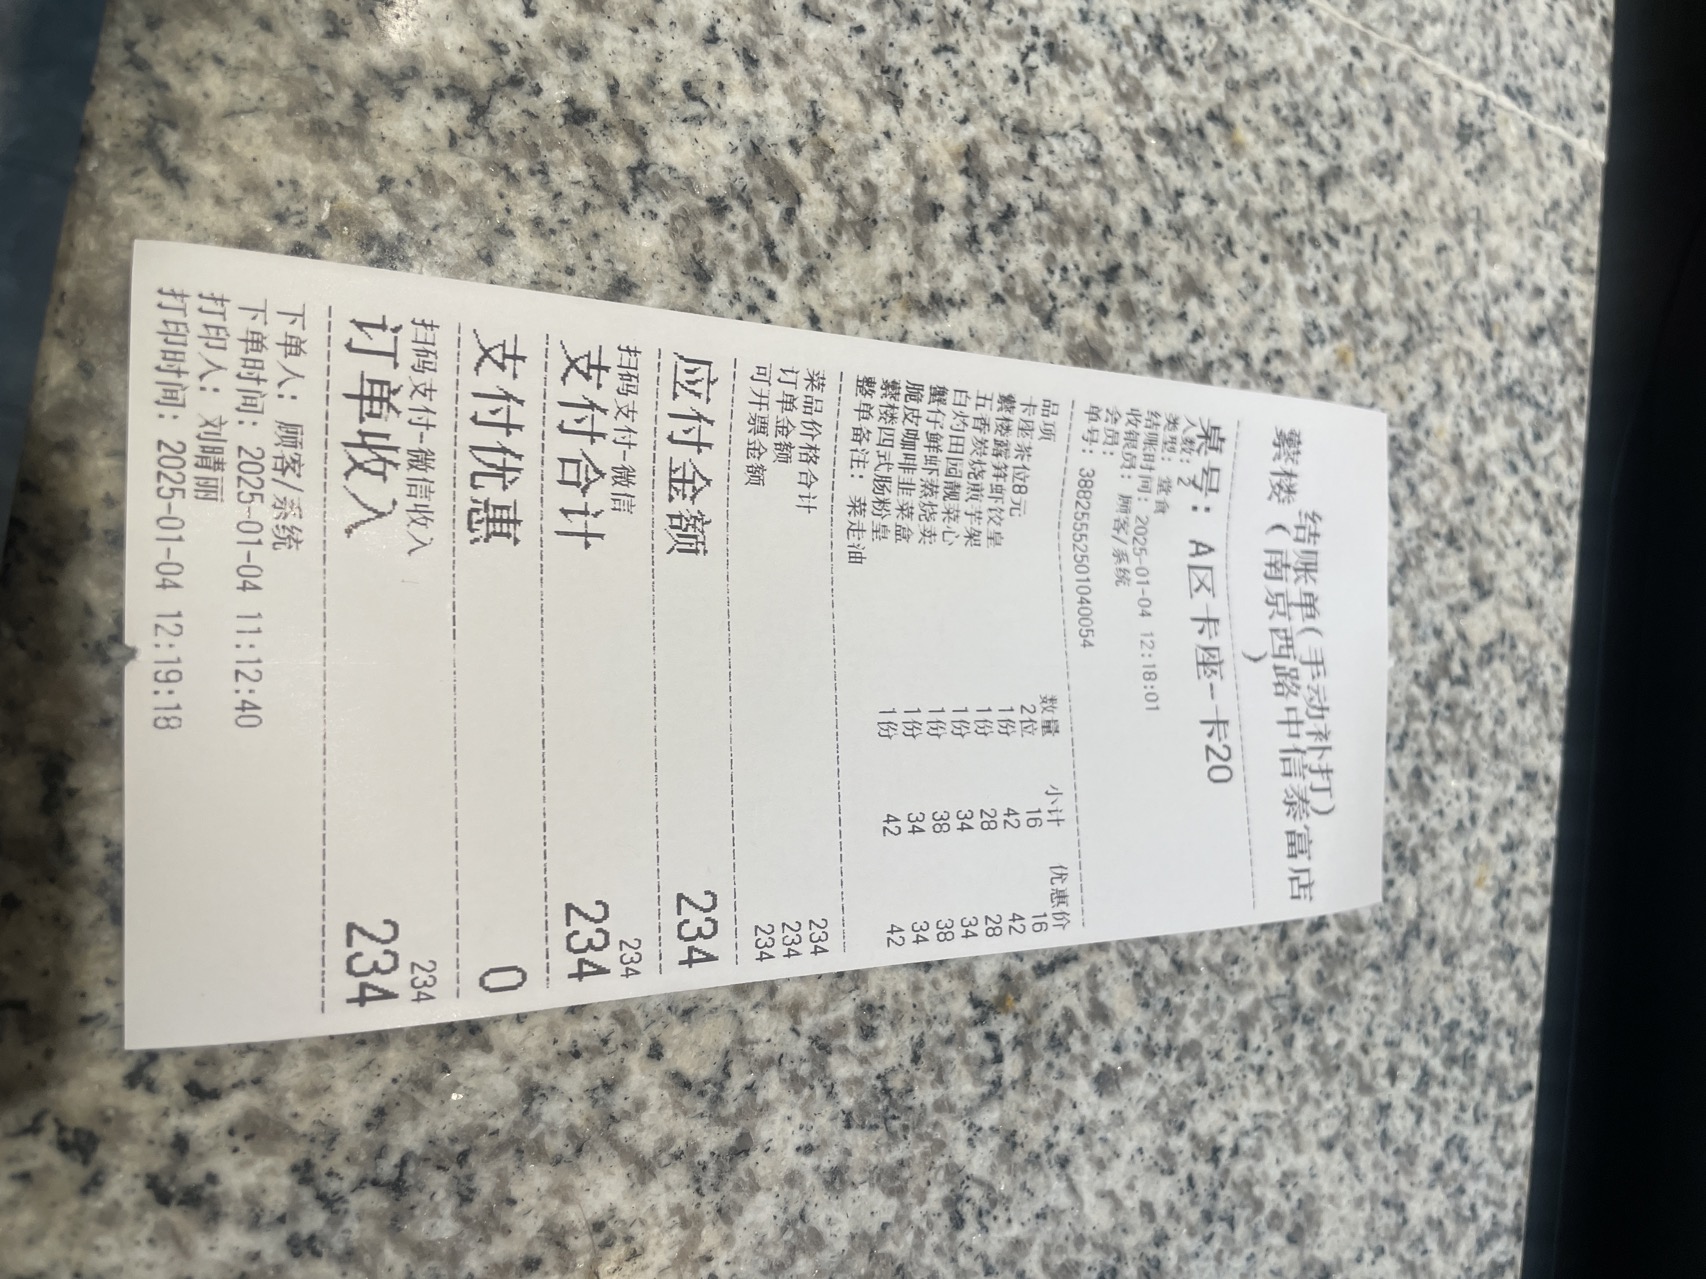 结账单(手动补打)
蘩楼（南京西路中信泰富店
）
桌号: A区卡座-卡20
人数: 2
类型: 堂食
结账时间: 2025-01-04 12:18:01
收银员: 顾客/系统
会员:
单号: 3882555250104005​4
品项 数量 小计 优惠价
卡座茶位8元 2位 16 16
蘩楼露笋虾饺皇 1份 42 42
五香炭烧煎芋架 1份 28 28
白灼田园靓菜心 1份 34 34
蟹仔鲜虾蒸烧卖 1份 38 38
脆皮咖啡韭菜盒 1份 34 34
蘩楼四式肠粉皇 1份 42 42
整单备注: 菜走油
菜品价格合计 234
订单金额 234
可开票金额 234
应付金额 234
扫码支付-微信 234
支付合计 234
支付优惠 0
扫码支付-微信收入 234
订单收入 234
下单人: 顾客/系统
下单时间: 2025-01-04 11:12:40
打印人: 刘晴丽
打印时间: 2025-01-04 12:19:18